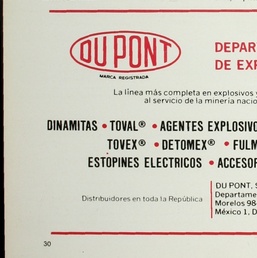 DU PONT
MARCA REGISTRADA
DEPAR
DE EXP
La línea más completa en explosivos y
al servicio de la minería nacio
DINAMITAS • TOVAL® • AGENTES EXPLOSIVO
TOVEX® • DETOMEX® • FULM
ESTOPINES ELECTRICOS • ACCESOR
DU PONT, S
Departame
Distribuidores en toda la República
Morelos 98-
México 1, D
30